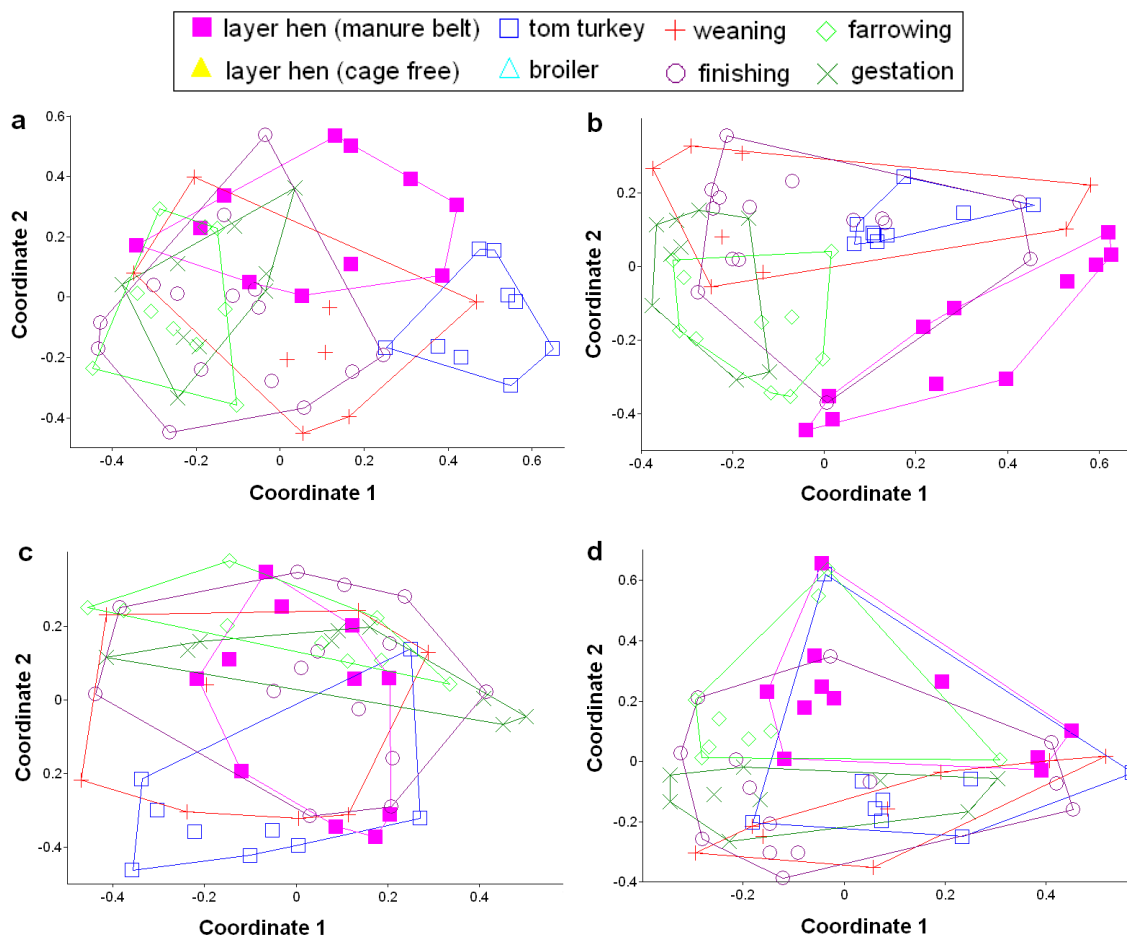 layer hen (manure belt) tom turkey weaning farrowing
layer hen (cage free) broiler finishing gestation
a
0.6
0.4
0.2
0
-0.2
-0.4
Coordinate 2
-0.4 -0.2 0 0.2 0.4 0.6
Coordinate 1
b
0.2
0
-0.2
-0.4
Coordinate 2
-0.4 -0.2 0 0.2 0.4 0.6
Coordinate 1
c
0.2
0
0.2
0.4
Coordinate 2
-0.4 -0.2 0 0.2 0.4
Coordinate 1
d
0.6
0.4
0.2
0
-0.2
-0.4
Coordinate 2
-0.2 0 0.2 0.4
Coordinate 1